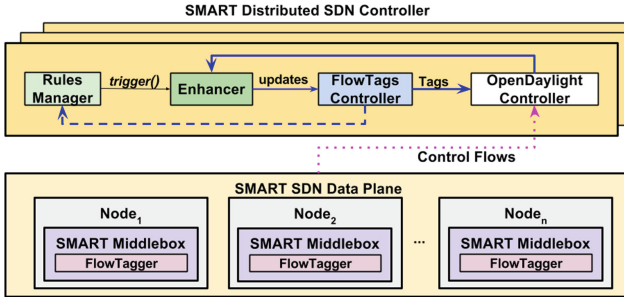 SMART Distributed SDN Controller
Rules
Manager
trigger()
Enhancer
updates
FlowTags
Controller
Tags
OpenDaylight
Controller
Control Flows
SMART SDN Data Plane
Node1
SMART Middlebox
FlowTagger
Node2
SMART Middlebox
FlowTagger
...
Noden
SMART Middlebox
FlowTagger